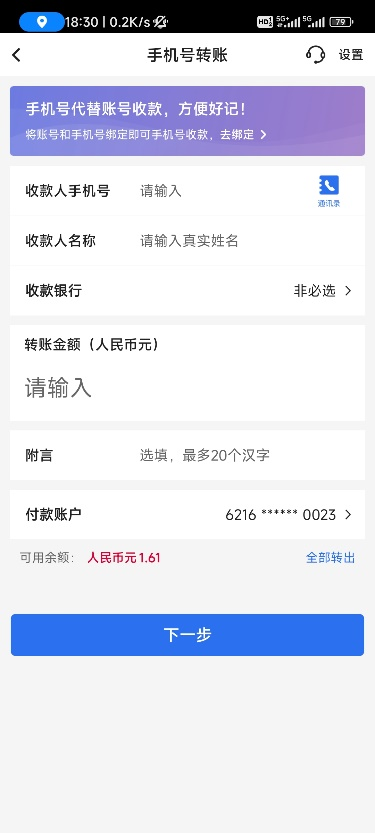 18:30 | 0.2K/s
HD 5G+ 5G 79
手机号转账
设置
手机号代替账号收款，方便好记！
将账号和手机号绑定即可手机号收款，去绑定
收款人手机号 请输入
通讯录
收款人名称 请输入真实姓名
收款银行 非必选
转账金额（人民币元）
请输入
附言 选填，最多20个汉字
付款账户 6216 ****** 0023
可用余额： 人民币元1.61 全部转出
下一步